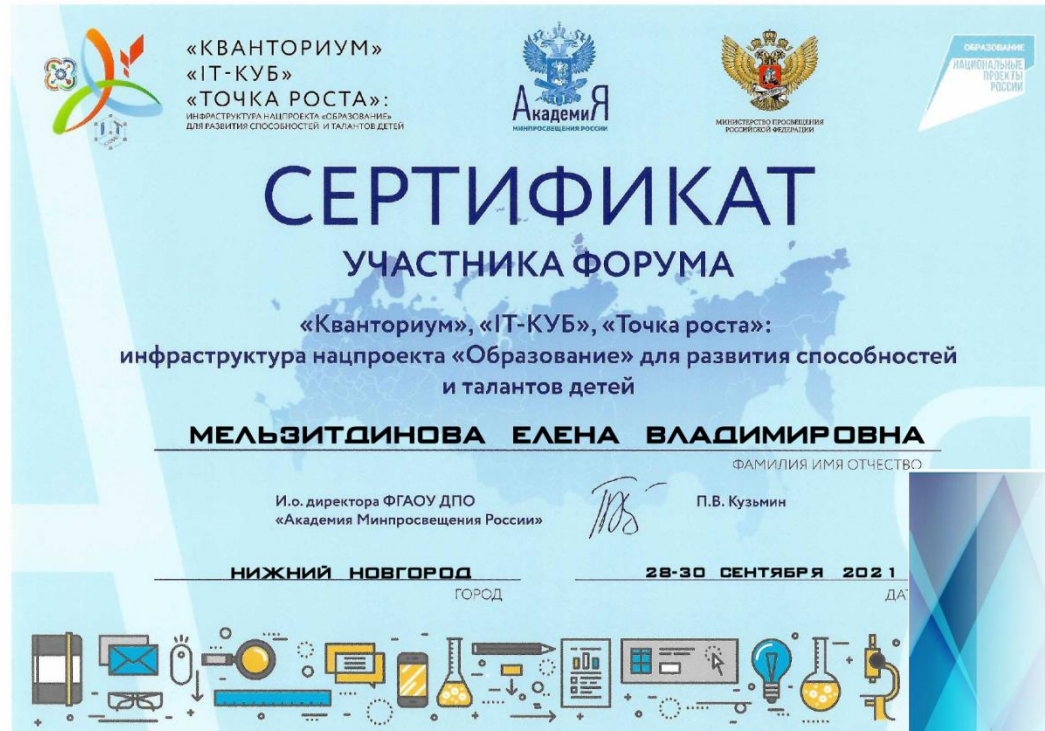 «КВАНТОРИУМ»
«IT-КУБ»
«ТОЧКА РОСТА»:
ИНФРАСТРУКТУРА НАЦПРОЕКТА «ОБРАЗОВАНИЕ»
ДЛЯ РАЗВИТИЯ СПОСОБНОСТЕЙ И ТАЛАНТОВ ДЕТЕЙ
АкадемиЯ
МИНПРОСВЕЩЕНИЯ РОССИИ
МИНИСТЕРСТВО ПРОСВЕЩЕНИЯ
РОССИЙСКОЙ ФЕДЕРАЦИИ
ОБРАЗОВАНИЕ
НАЦИОНАЛЬНЫЕ
ПРОЕКТЫ
РОССИИ
СЕРТИФИКАТ
УЧАСТНИКА ФОРУМА
«Кванториум», «IT-КУБ», «Точка роста»:
инфраструктура нацпроекта «Образование» для развития способностей
и талантов детей
МЕЛЬЗИТДИНОВА ЕЛЕНА ВЛАДИМИРОВНА
ФАМИЛИЯ ИМЯ ОТЧЕСТВО
И.о. директора ФГАОУ ДПО
«Академия Минпросвещения России»
П.В. Кузьмин
НИЖНИЙ НОВГОРОД
ГОРОД
28-30 СЕНТЯБРЯ 2021